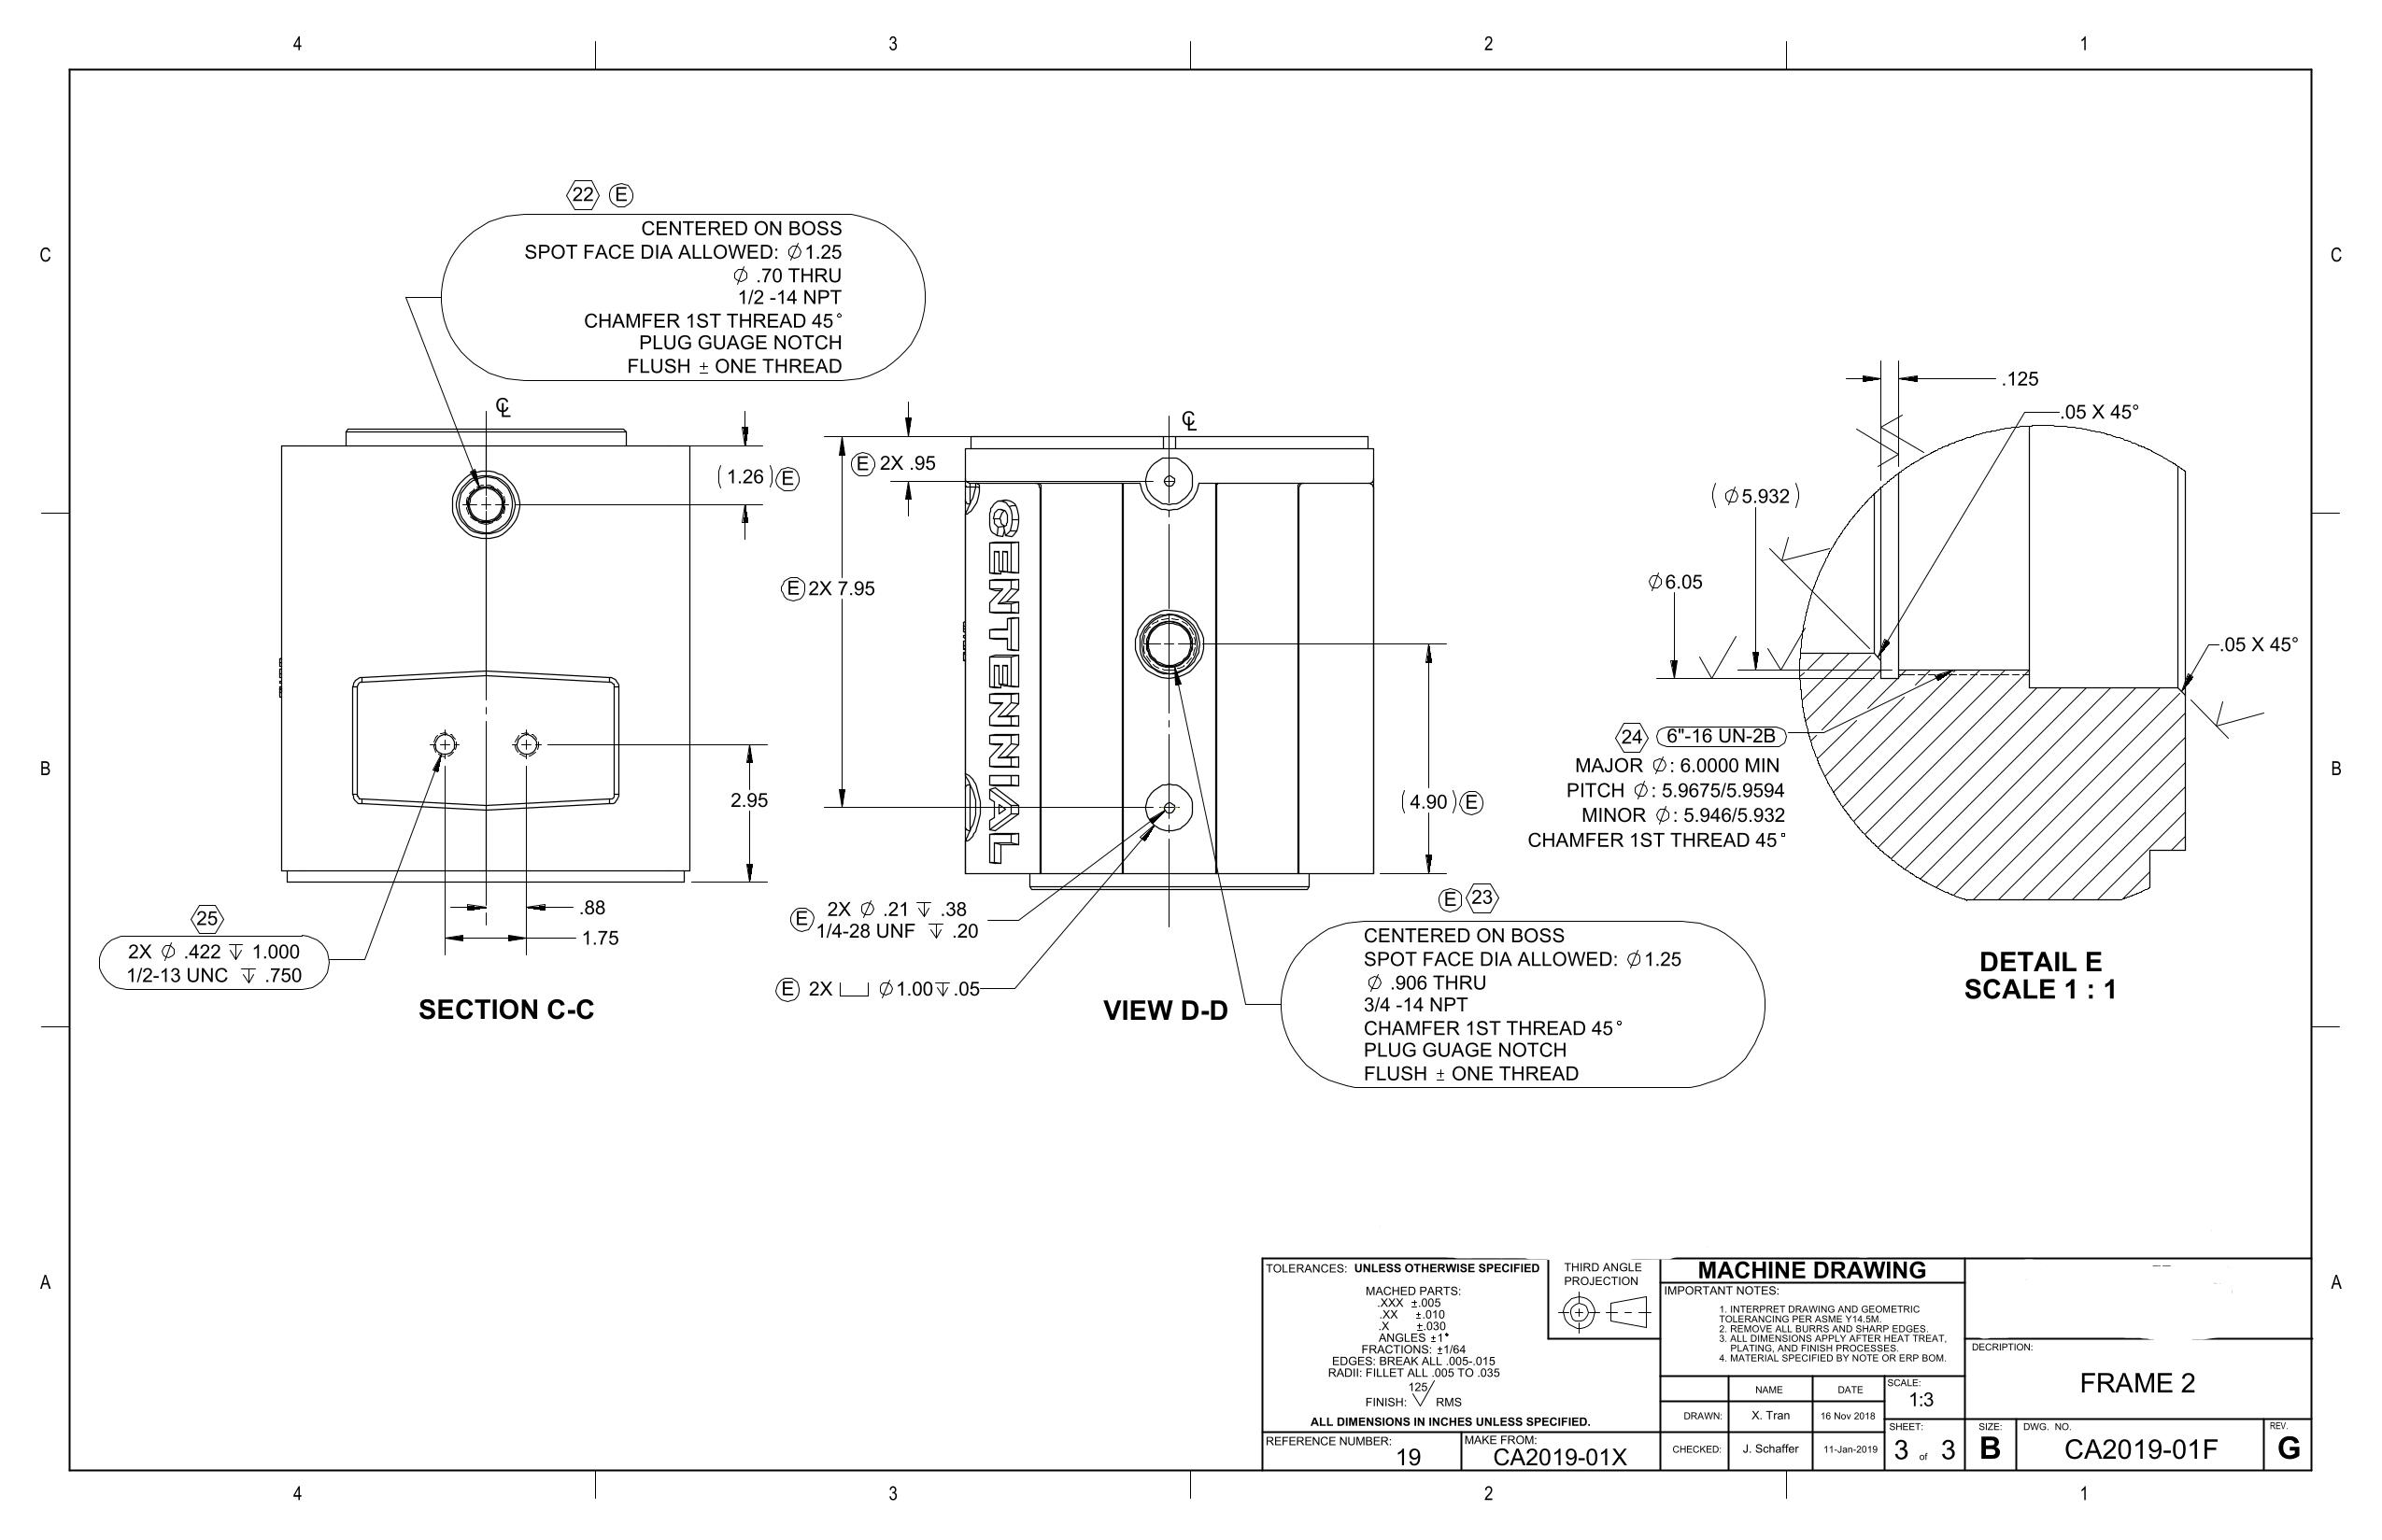 4 3 2 1
C C
B B
A A
4 3 2 1
22 E
CENTERED ON BOSS
SPOT FACE DIA ALLOWED: ∅1.25
∅ .70 THRU
1/2 -14 NPT
CHAMFER 1ST THREAD 45°
PLUG GUAGE NOTCH
FLUSH ± ONE THREAD
℄
(1.26) E
2.95
.88
1.75
25
2X ∅ .422 ↧ 1.000
1/2-13 UNC ↧ .750
SECTION C-C
℄
E 2X .95
E 2X 7.95
CENTENNIAL
(4.90) E
E 2X ∅ .21 ↧ .38
1/4-28 UNF ↧ .20
E 2X ⌴ ∅1.00 ↧ .05
VIEW D-D
E 23
CENTERED ON BOSS
SPOT FACE DIA ALLOWED: ∅1.25
∅ .906 THRU
3/4 -14 NPT
CHAMFER 1ST THREAD 45°
PLUG GUAGE NOTCH
FLUSH ± ONE THREAD
.125
.05 X 45°
(∅5.932)
∅6.05
.05 X 45°
24 6"-16 UN-2B
MAJOR ∅: 6.0000 MIN
PITCH ∅: 5.9675/5.9594
MINOR ∅: 5.946/5.932
CHAMFER 1ST THREAD 45°
DETAIL E
SCALE 1 : 1
TOLERANCES: UNLESS OTHERWISE SPECIFIED
MACHED PARTS:
.XXX ±.005
.XX ±.010
.X ±.030
ANGLES ±1°
FRACTIONS: ±1/64
EDGES: BREAK ALL .005-.015
RADII: FILLET ALL .005 TO .035
125
FINISH: √ RMS
ALL DIMENSIONS IN INCHES UNLESS SPECIFIED.
REFERENCE NUMBER:
19
MAKE FROM:
CA2019-01X
THIRD ANGLE
PROJECTION
MACHINE DRAWING
IMPORTANT NOTES:
1. INTERPRET DRAWING AND GEOMETRIC
TOLERANCING PER ASME Y14.5M.
2. REMOVE ALL BURRS AND SHARP EDGES.
3. ALL DIMENSIONS APPLY AFTER HEAT TREAT,
PLATING, AND FINISH PROCESSES.
4. MATERIAL SPECIFIED BY NOTE OR ERP BOM.
NAME DATE
DRAWN: X. Tran 16 Nov 2018
CHECKED: J. Schaffer 11-Jan-2019
SCALE:
1:3
SHEET:
3 of 3
DECRIPTION:
FRAME 2
SIZE:
B
DWG. NO.
CA2019-01F
REV.
G